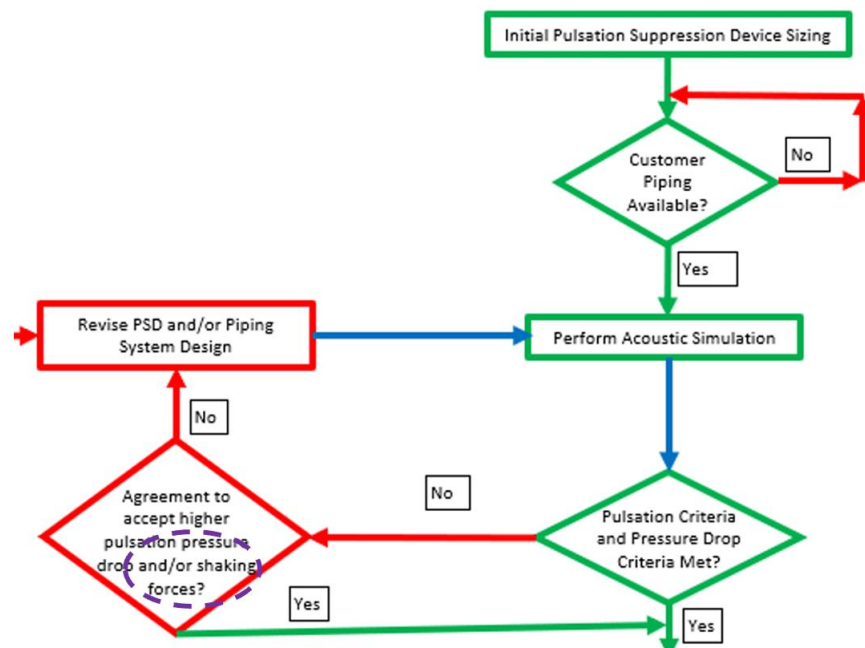 Initial Pulsation Suppression Device Sizing
Customer
Piping
Available?
No
Yes
Revise PSD and/or Piping
System Design
Perform Acoustic Simulation
No
Agreement to
accept higher
pulsation pressure
drop and/or shaking
forces?
No
Pulsation Criteria
and Pressure Drop
Criteria Met?
Yes
Yes